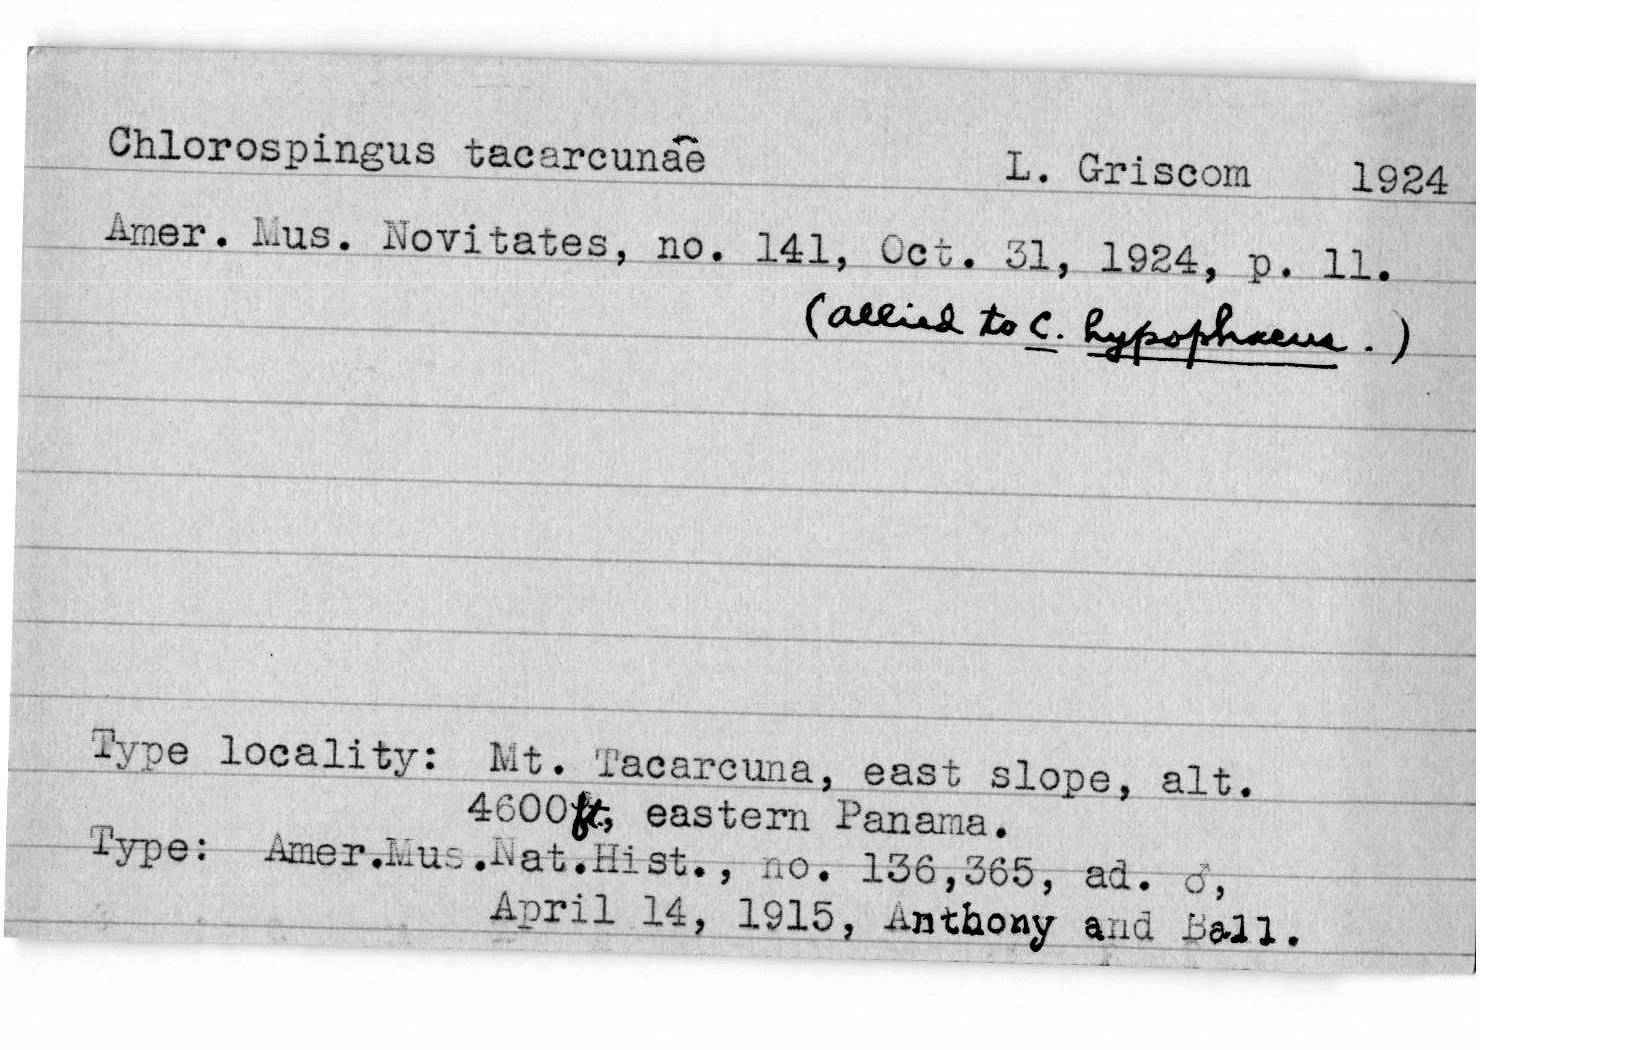 Chlorospingus tacarcunae L. Griscom 1924
Amer. Mus. Novitates, no. 141, Oct. 31, 1924, p. 11.
(allied to C. hypophaeus.)
Type locality: Mt. Tacarcuna, east slope, alt.
4600ft, eastern Panama.
Type: Amer.Mus.Nat.Hist., no. 136,365, ad. ♂,
April 14, 1915, Anthony and Ball.